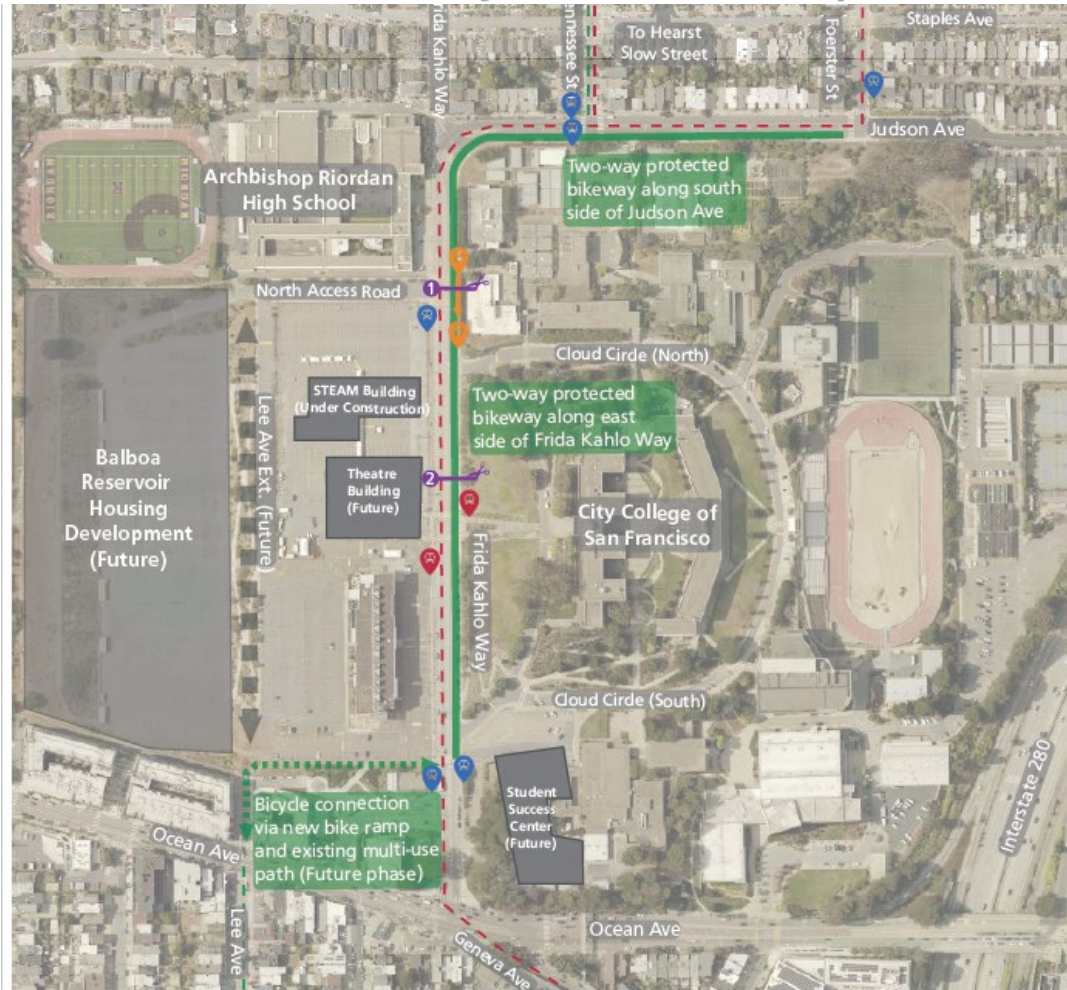 Staples Ave
To Hearst
Slow Street
Foerster St
Frida Kahlo Way
ennessee St
Judson Ave
Archbishop Riordan
High School
RIORDAN
Two-way protected
bikeway along south
side of Judson Ave
North Access Road
1
Cloud Cirde (North)
STEAM Building
(Under Construction)
Two-way protected
bikeway along east
side of Frida Kahlo Way
Lee Ave Ext. (Future)
Balboa
Reservoir
Housing
Development
(Future)
Theatre
Building
(Future)
2
City College of
San Francisco
Frida Kahlo Way
Cloud Cirde (South)
Interstate 280
Student
Success
Center
(Future)
Bicycle connection
via new bike ramp
and existing multi-use
path (Future phase)
Ocean Ave
Lee Ave
Ocean Ave
Geneva Ave